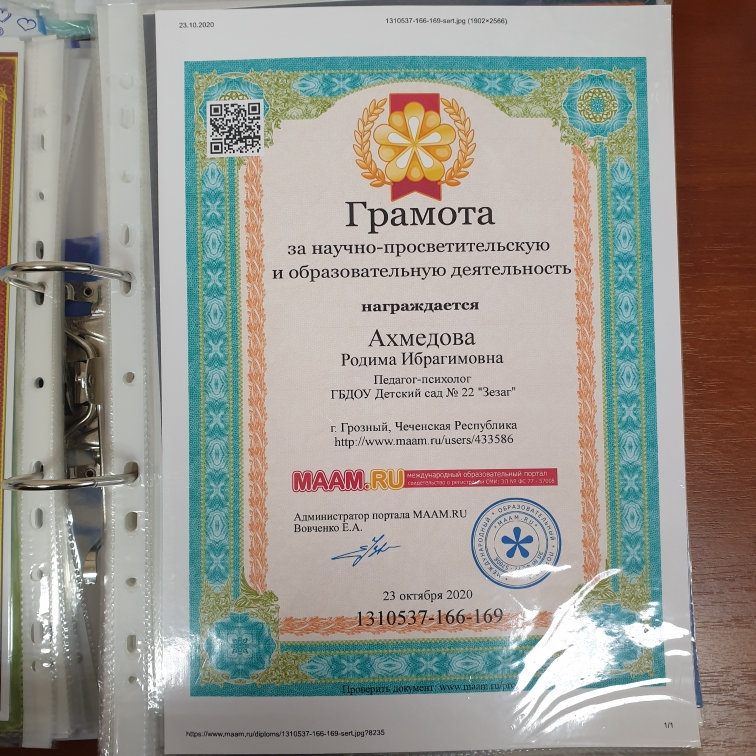 23.10.2020
1310537-166-169-sert.jpg (1802×2566)
Грамота
за научно-просветительскую
и образовательную деятельность
награждается
Ахмедова
Родима Ибрагимовна
Педагог-психолог
ГБДОУ Детский сад № 22 "Зезаг"
г. Грозный, Чеченская Республика
http://www.maam.ru/users/433586
MAAM.RU
международный образовательный портал
свидетельство о регистрации СМИ: ЭЛ № ФС 77 - 57008
Администратор портала MAAM.RU
Вовченко Е.А.
МЕЖДУНАРОДНЫЙ ОБРАЗОВАТЕЛЬНЫЙ
MAAM.RU
23 октября 2020
1310537-166-169
Проверить документ www.maam.ru
https://www.maam.ru/diploms/1310537-166-169-sert.jpg?8235
1/1